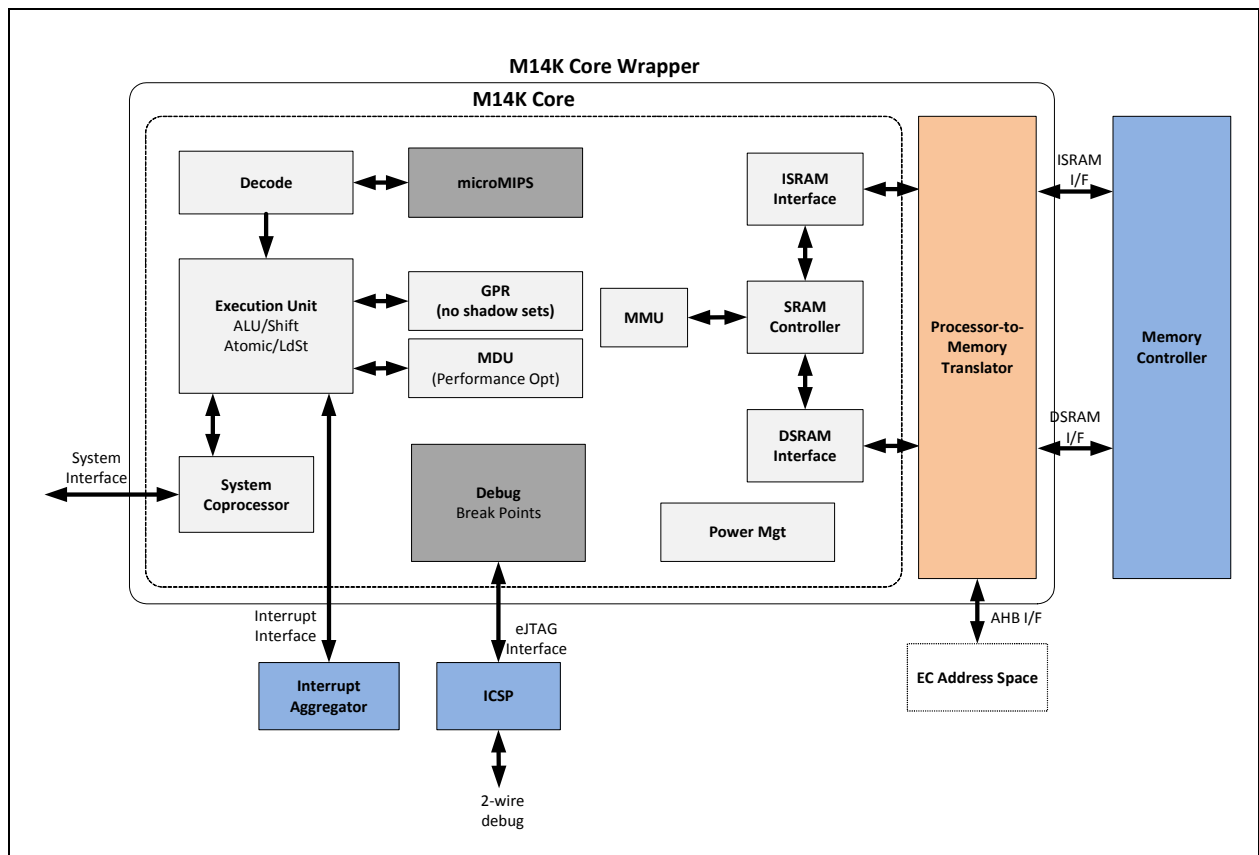 M14K Core Wrapper
M14K Core
Decode
microMIPS
ISRAM
Interface
ISRAM
I/F
Execution Unit
ALU/Shift
Atomic/LdSt
GPR
(no shadow sets)
MDU
(Performance Opt)
MMU
SRAM
Controller
Processor-to-
Memory
Translator
Memory
Controller
DSRAM
Interface
DSRAM
I/F
System
Interface
System
Coprocessor
Debug
Break Points
Power Mgt
Interrupt
Interface
eJTAG
Interface
AHB I/F
Interrupt
Aggregator
ICSP
EC Address Space
2-wire
debug